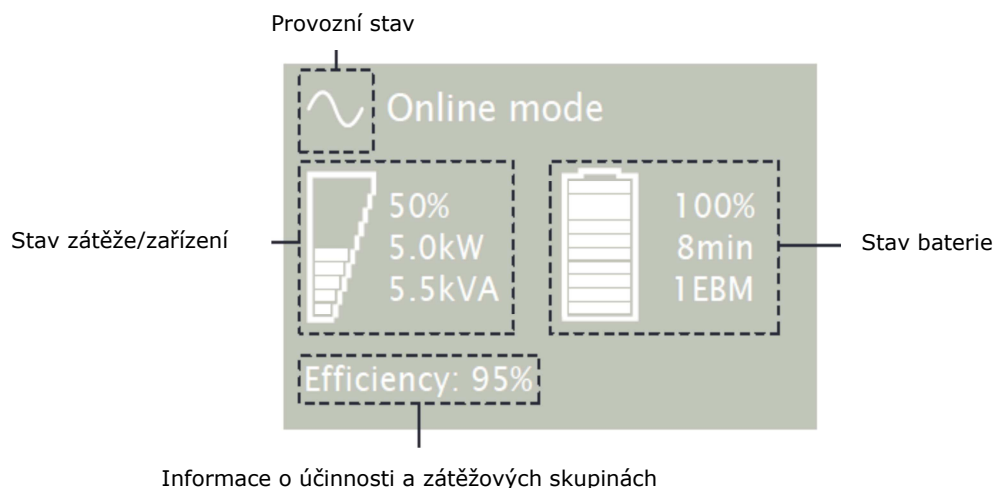 Provozní stav
Online mode
Stav zátěže/zařízení
50%
5.0kW
5.5kVA
100%
8min
1EBM
Stav baterie
Efficiency: 95%
Informace o účinnosti a zátěžových skupinách